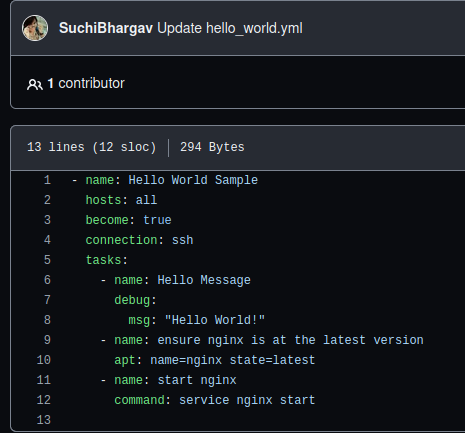 SuchiBhargav Update hello_world.yml
1 contributor
13 lines (12 sloc) 294 Bytes
1 - name: Hello World Sample
2 hosts: all
3 become: true
4 connection: ssh
5 tasks:
6 - name: Hello Message
7 debug:
8 msg: "Hello World!"
9 - name: ensure nginx is at the latest version
10 apt: name=nginx state=latest
11 - name: start nginx
12 command: service nginx start
13